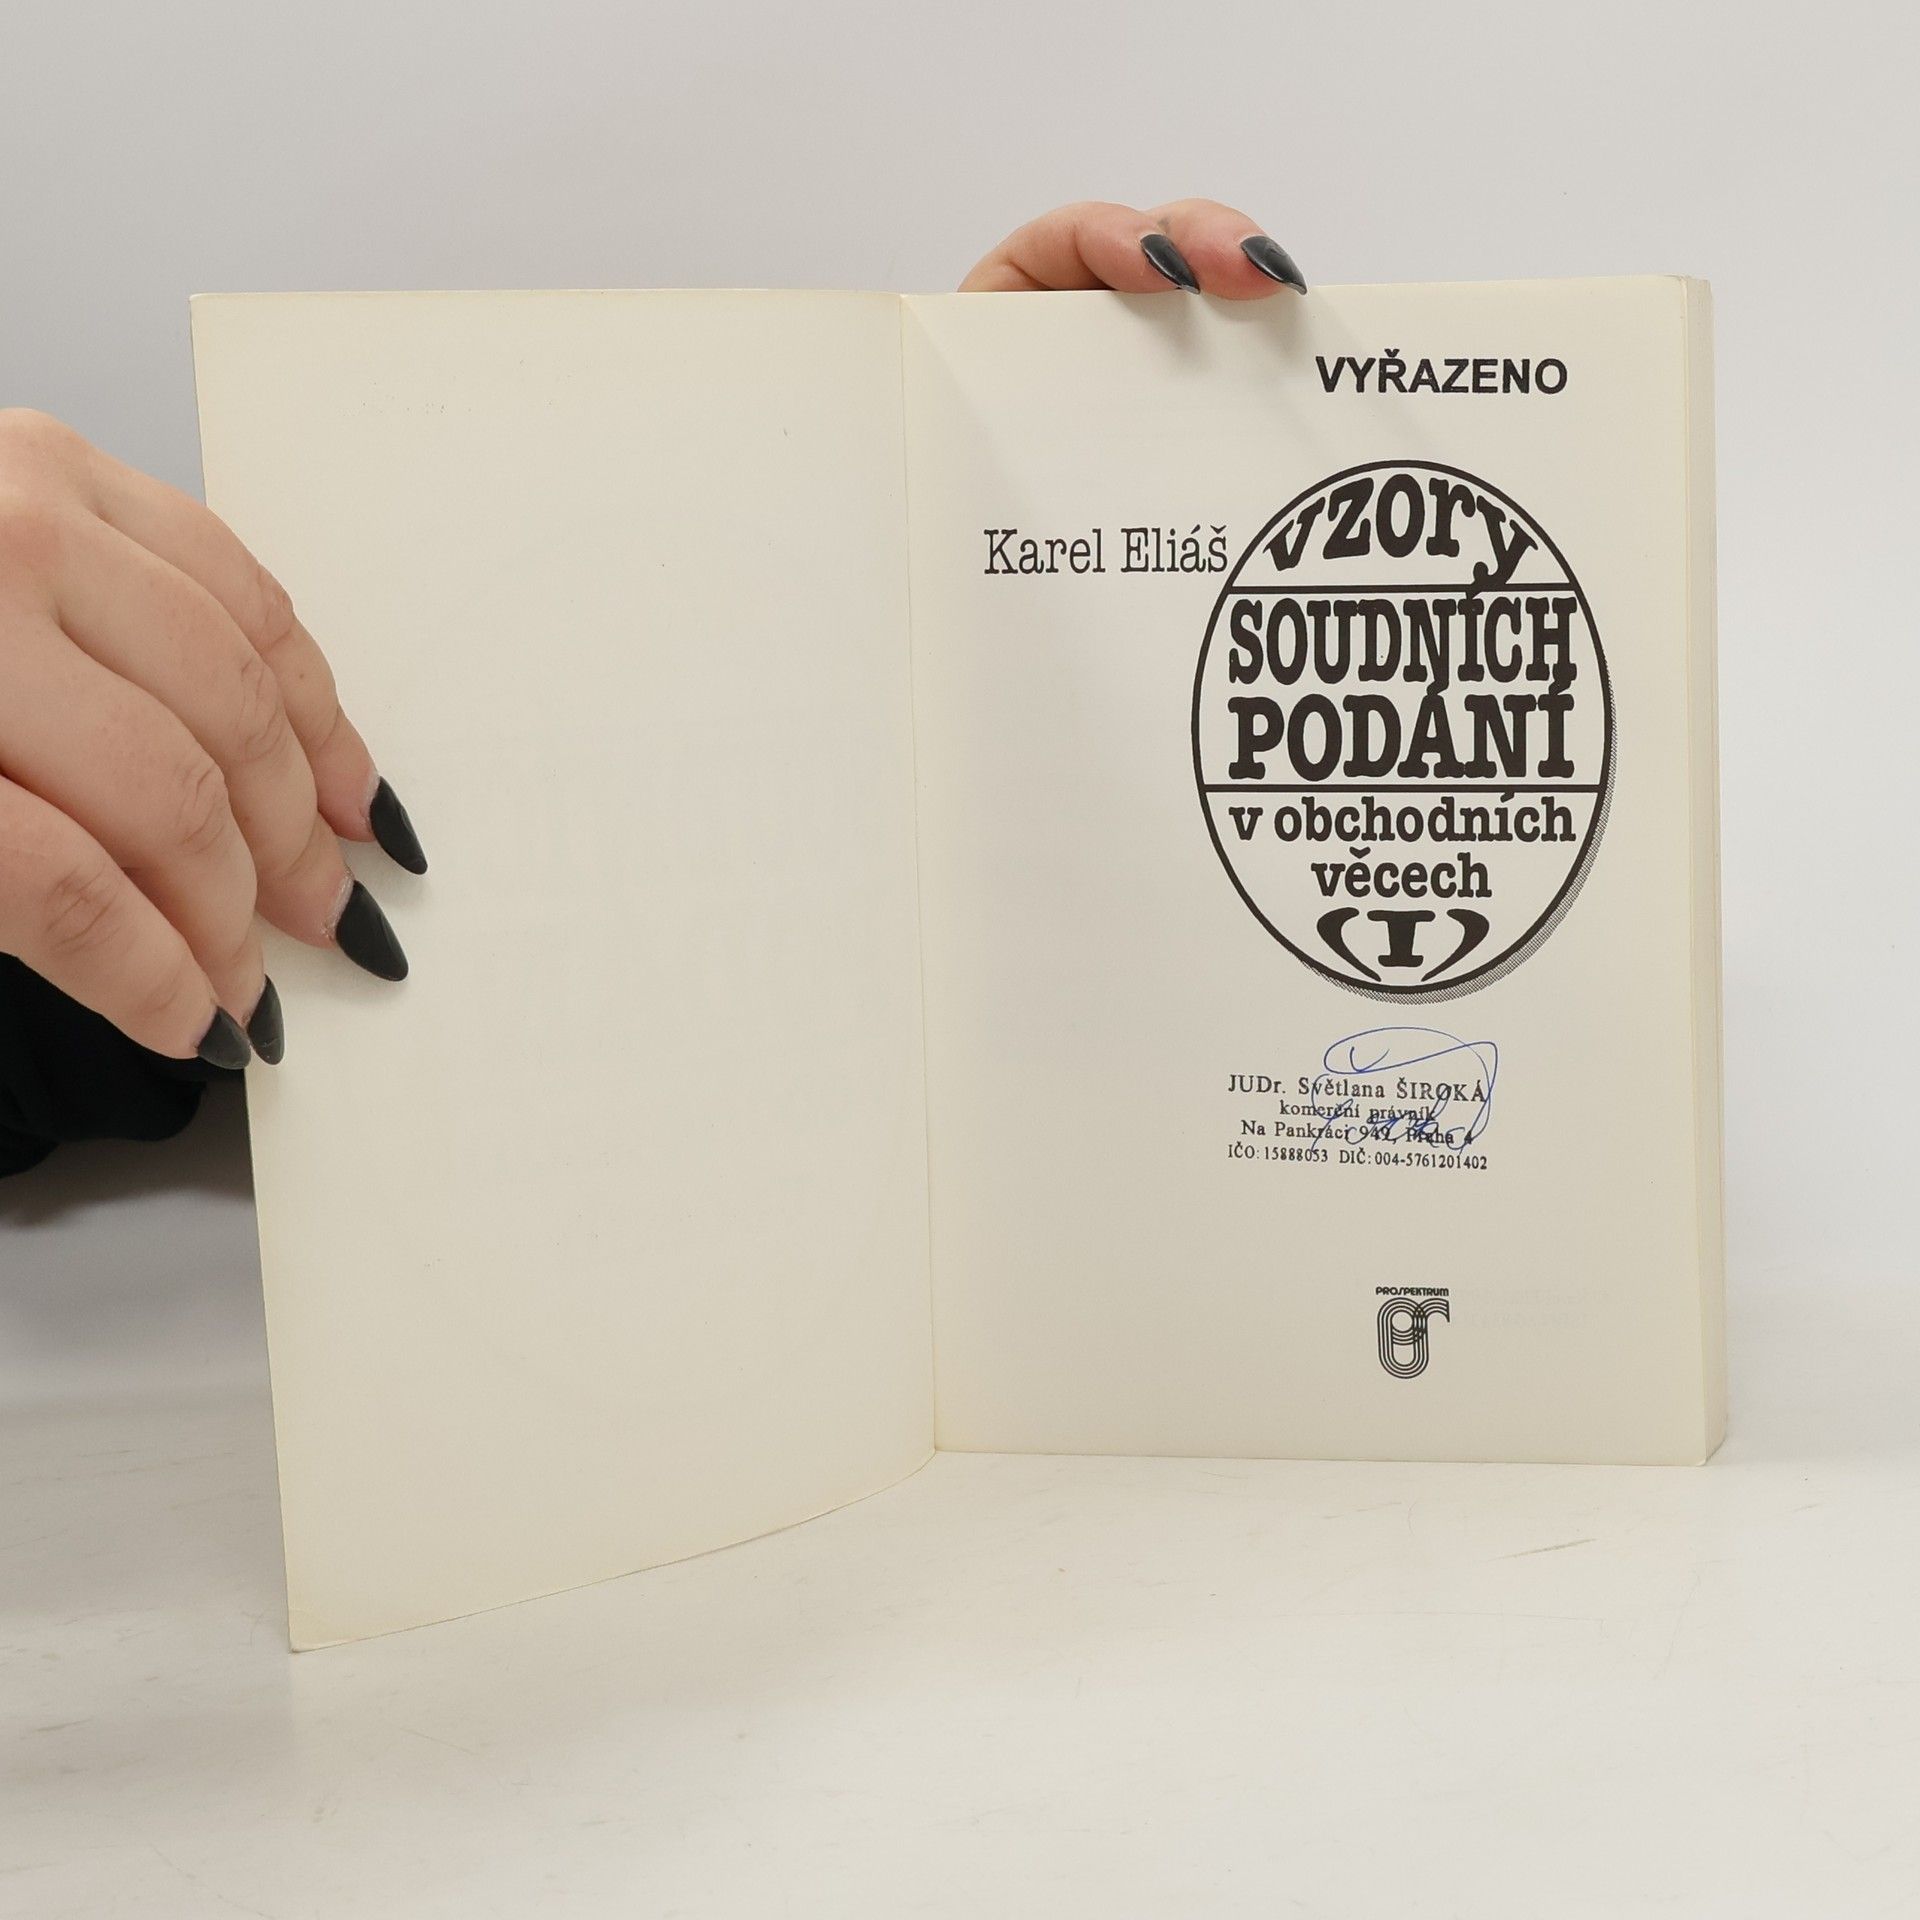 VYŘAZENO
Karel Eliáš
vzory
SOUDNÍCH
PODÁNÍ
v obchodních
věcech
(I)
JUDr. Světlana ŠIROKÁ
komerční právník
Na Pankráci 949, Praha 4
IČO: 15888053 DIČ: 004-5761201402
PROSPEKTRUM